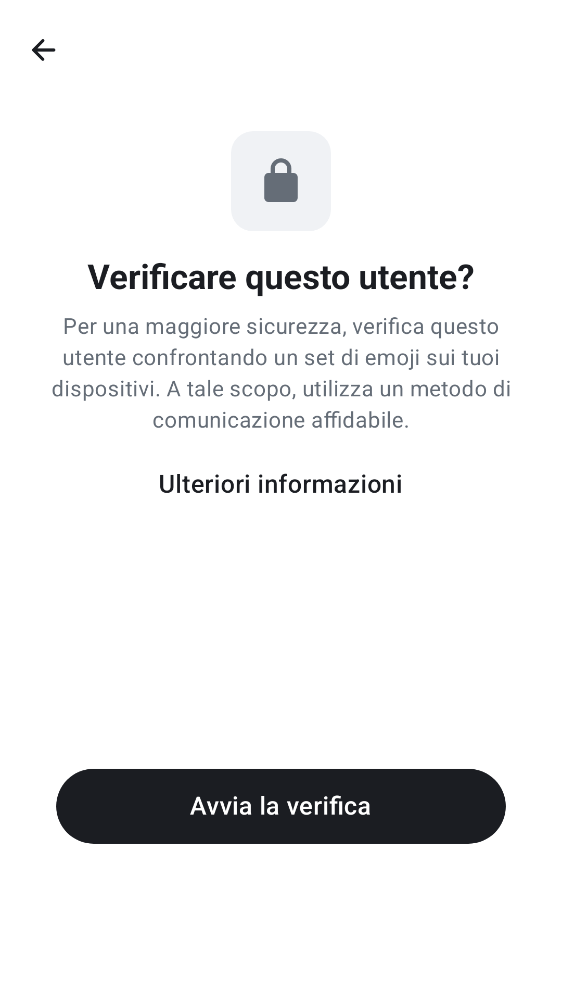 Verificare questo utente?
Per una maggiore sicurezza, verifica questo
utente confrontando un set di emoji sui tuoi
dispositivi. A tale scopo, utilizza un metodo di
comunicazione affidabile.
Ulteriori informazioni
Avvia la verifica